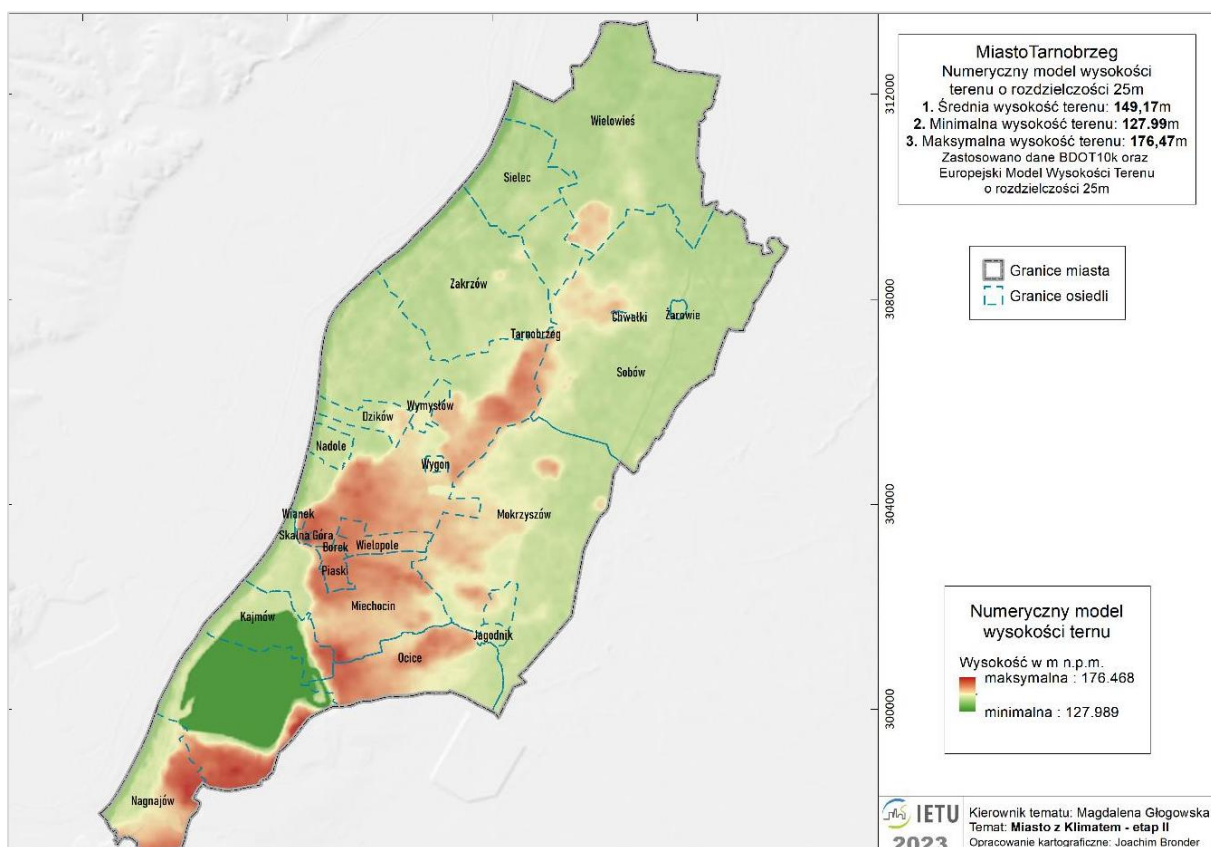 Wielowieś
Sielec
Zakrzów
Chwałki
Zarowie
Tarnobrzeg
Sobów
Wymysłów
Dzików
Nadole
Wygon
Wianek
Mokrzyszów
Skalna Góra
Borek
Wielopole
Piaski
Miechocin
Kajmów
Jagodnik
Ocice
Nagnajów
312000
308000
304000
300000
MiastoTarnobrzeg
Numeryczny model wysokości
terenu o rozdzielczości 25m
1. Średnia wysokość terenu: 149,17m
2. Minimalna wysokość terenu: 127.99m
3. Maksymalna wysokość terenu: 176,47m
Zastosowano dane BDOT10k oraz
Europejski Model Wysokości Terenu
o rozdzielczości 25m
Granice miasta
Granice osiedli
Numeryczny model
wysokości ternu
Wysokość w m n.p.m.
maksymalna : 176.468
minimalna : 127.989
IETU
2023
Kierownik tematu: Magdalena Głogowska
Temat: Miasto z Klimatem - etap II
Opracowanie kartograficzne: Joachim Bronder